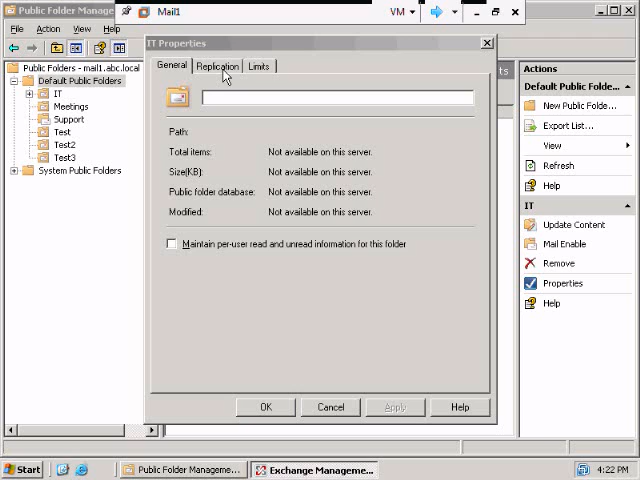 Public Folder Manage
Mail1
VM
File Action View Help
Public Folders - mail1.abc.local
Default Public Folders
IT
Meetings
Support
Test
Test2
Test3
System Public Folders
IT Properties
General Replication Limits
Path:
Total items: Not available on this server.
Size(KB): Not available on this server.
Public folder database: Not available on this server.
Modified: Not available on this server.
Maintain per-user read and unread information for this folder
OK Cancel Apply Help
ts
Actions
Default Public Folde...
New Public Folde...
Export List...
View
Refresh
Help
IT
Update Content
Mail Enable
Remove
Properties
Help
Start
Public Folder Manageme...
Exchange Manageme...
4:22 PM